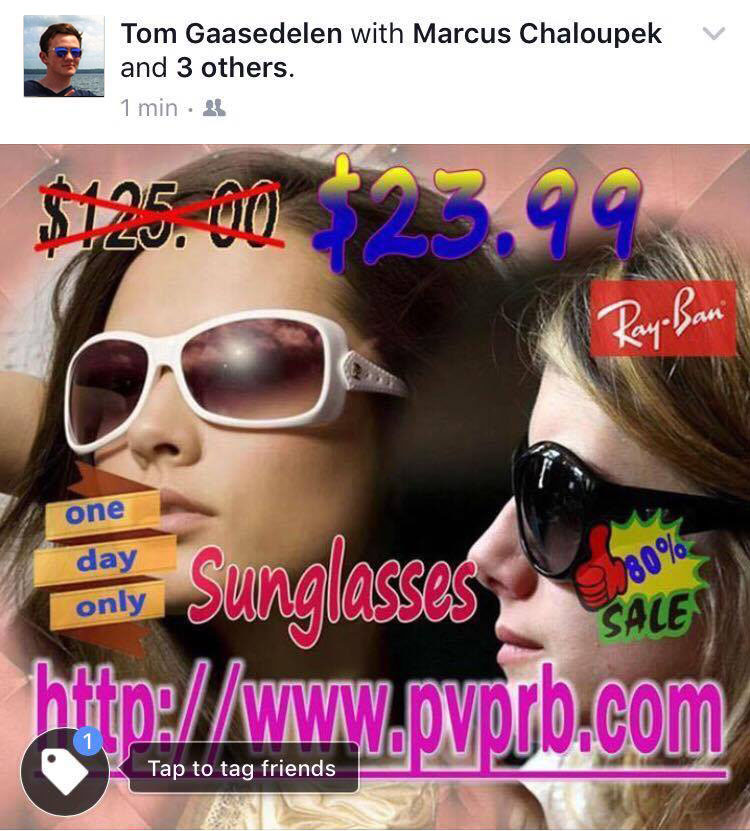 Tom Gaasedelen with Marcus Chaloupek
and 3 others.
1 min ·
$125.00 $23.99
Ray-Ban
one
day
only
Sunglasses
80%
SALE
http://www.pvprb.com
1
Tap to tag friends